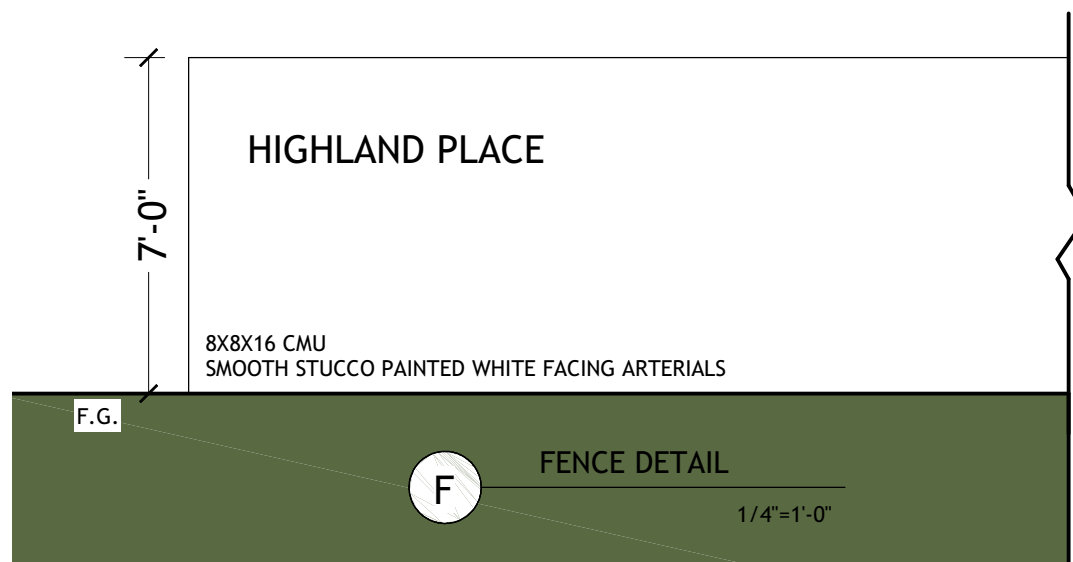 HIGHLAND PLACE
7'-0"
8X8X16 CMU
SMOOTH STUCCO PAINTED WHITE FACING ARTERIALS
F.G.
F
FENCE DETAIL
1/4"=1'-0"